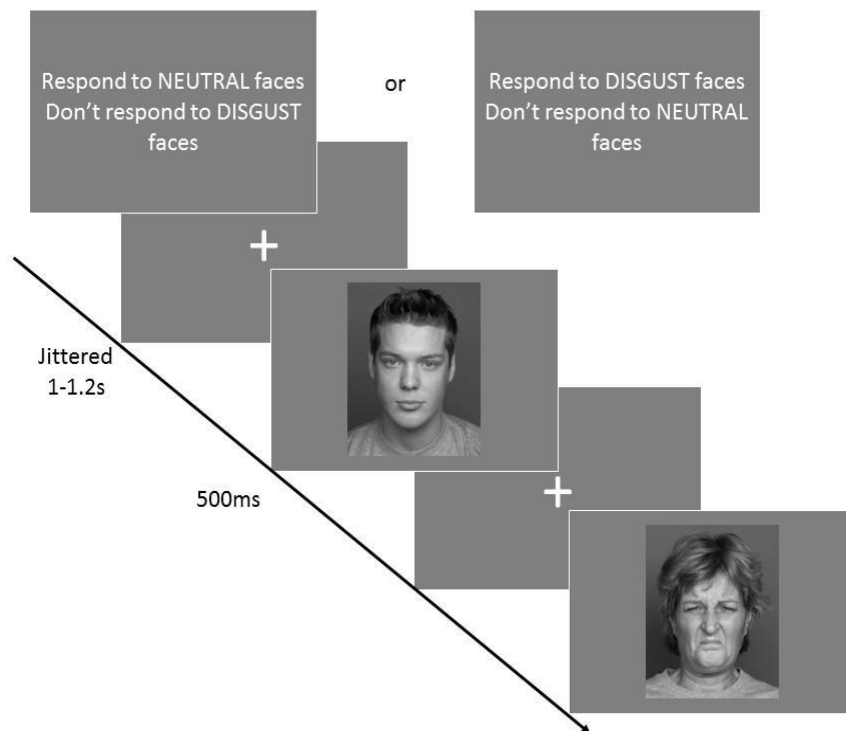 Respond to NEUTRAL faces
Don’t respond to DISGUST
faces
or
Respond to DISGUST faces
Don’t respond to NEUTRAL
faces
Jittered
1-1.2s
500ms